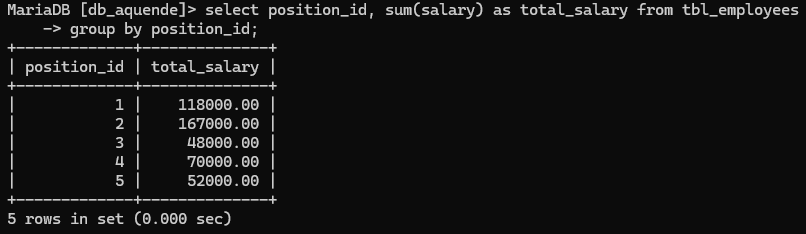 MariaDB [db_aquende]> select position_id, sum(salary) as total_salary from tbl_employees
    -> group by position_id;
+-------------+--------------+
| position_id | total_salary |
+-------------+--------------+
|           1 |    118000.00 |
|           2 |    167000.00 |
|           3 |     48000.00 |
|           4 |     70000.00 |
|           5 |     52000.00 |
+-------------+--------------+
5 rows in set (0.000 sec)